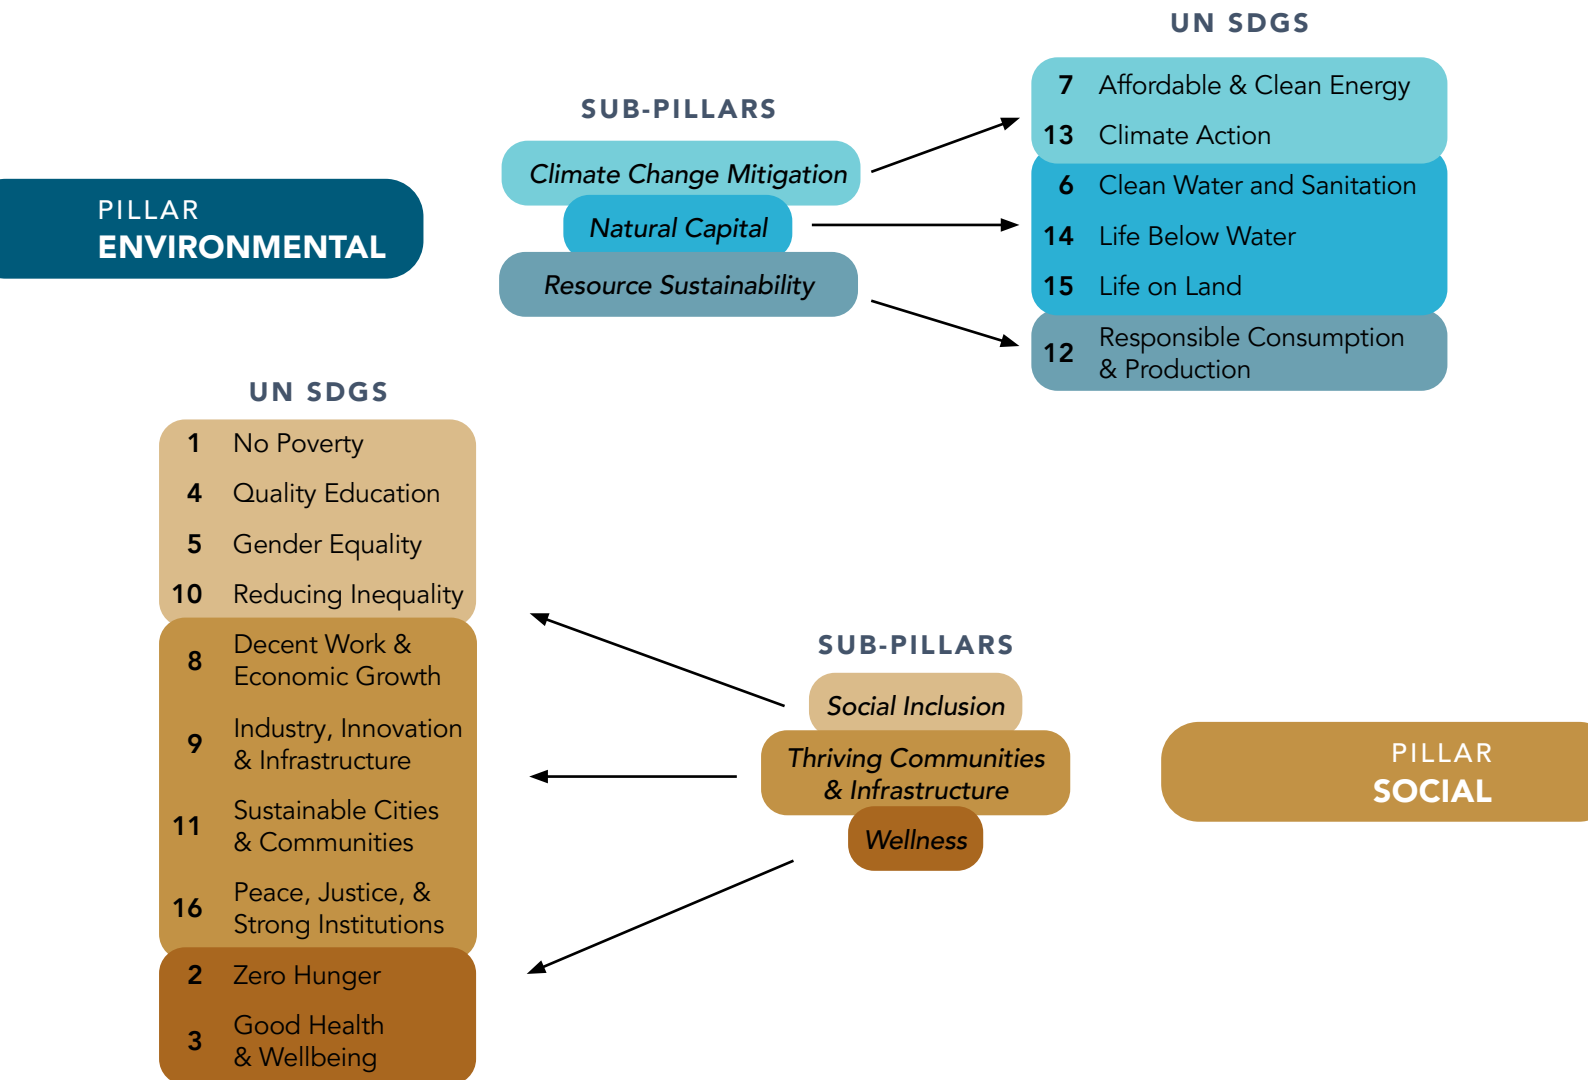 PILLAR
ENVIRONMENTAL
SUB-PILLARS
Climate Change Mitigation
Natural Capital
Resource Sustainability
UN SDGS
7 Affordable & Clean Energy
13 Climate Action
6 Clean Water and Sanitation
14 Life Below Water
15 Life on Land
12 Responsible Consumption
& Production
UN SDGS
1 No Poverty
4 Quality Education
5 Gender Equality
10 Reducing Inequality
8 Decent Work &
Economic Growth
9 Industry, Innovation
& Infrastructure
11 Sustainable Cities
& Communities
16 Peace, Justice, &
Strong Institutions
2 Zero Hunger
3 Good Health
& Wellbeing
SUB-PILLARS
Social Inclusion
Thriving Communities
& Infrastructure
Wellness
PILLAR
SOCIAL